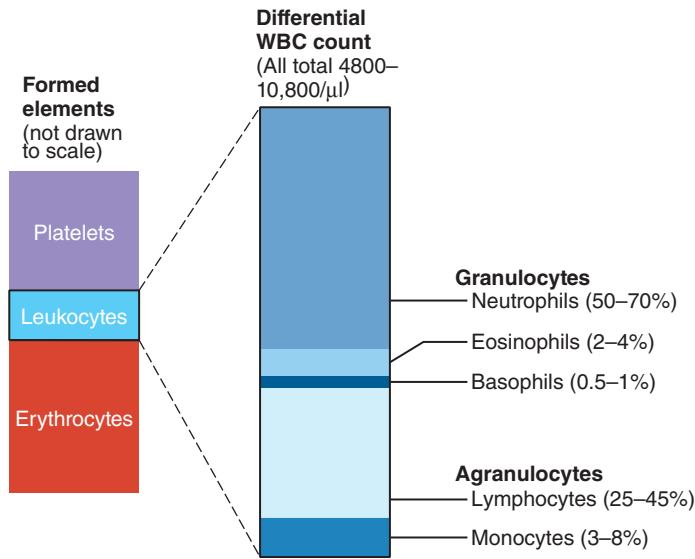 Differential
WBC count
(All total 4800–
10,800/µl)
Formed
elements
(not drawn
to scale)
Platelets
Leukocytes
Erythrocytes
Granulocytes
Neutrophils (50–70%)
Eosinophils (2–4%)
Basophils (0.5–1%)
Agranulocytes
Lymphocytes (25–45%)
Monocytes (3–8%)